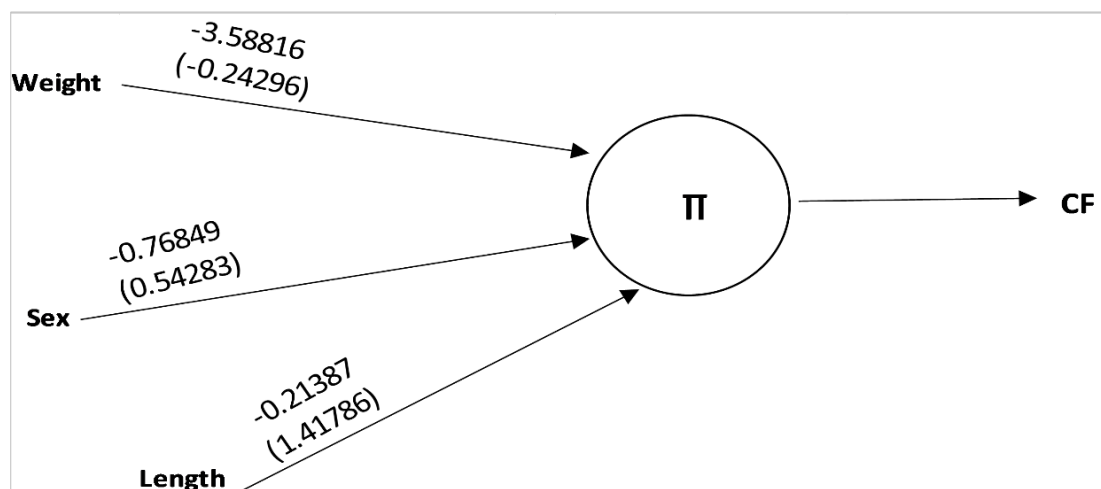 -3.58816
(-0.24296)
Weight
Π
CF
-0.76849
(0.54283)
Sex
-0.21387
(1.41786)
Length